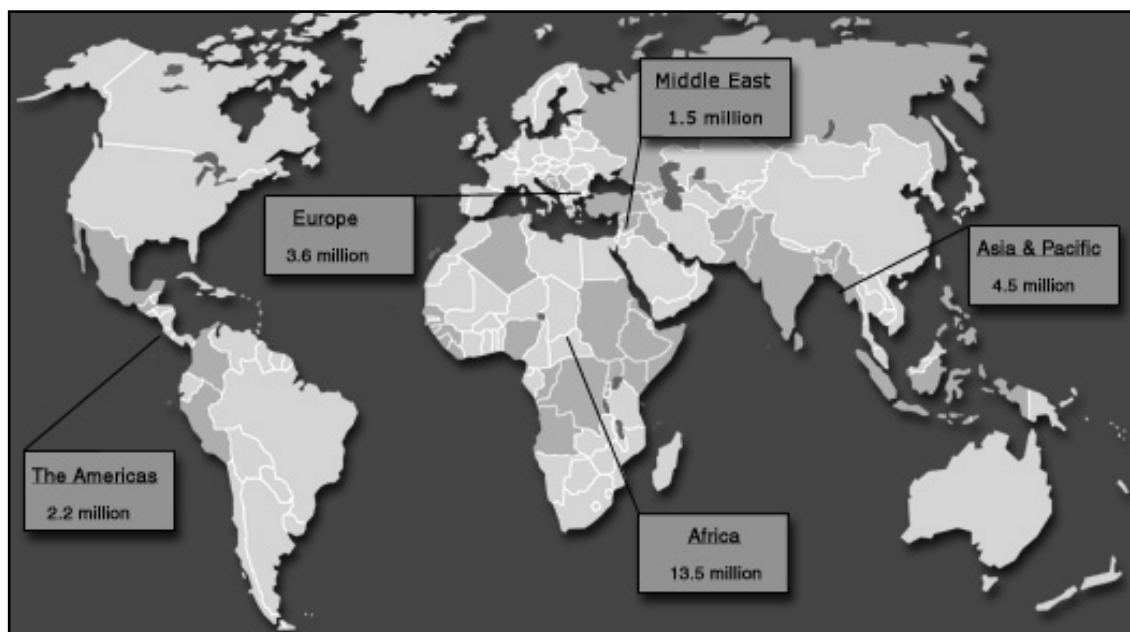 Middle East
1.5 million
Europe
3.6 million
Asia & Pacific
4.5 million
The Americas
2.2 million
Africa
13.5 million